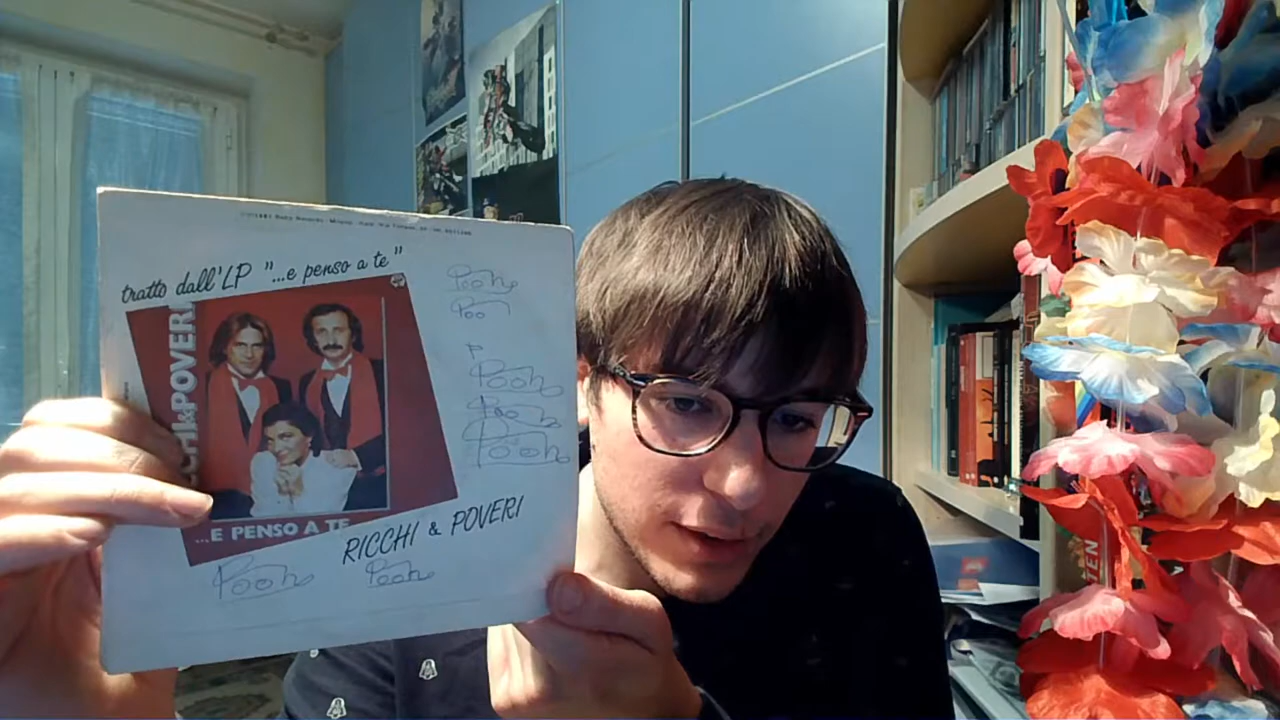 tratto dall'LP "...e penso a te"
RICCHI & POVERI
...E PENSO A TE
RICCHI & POVERI
Pooh
Poo
P
Pooh
Pooh
Pooh
Pooh
Pooh